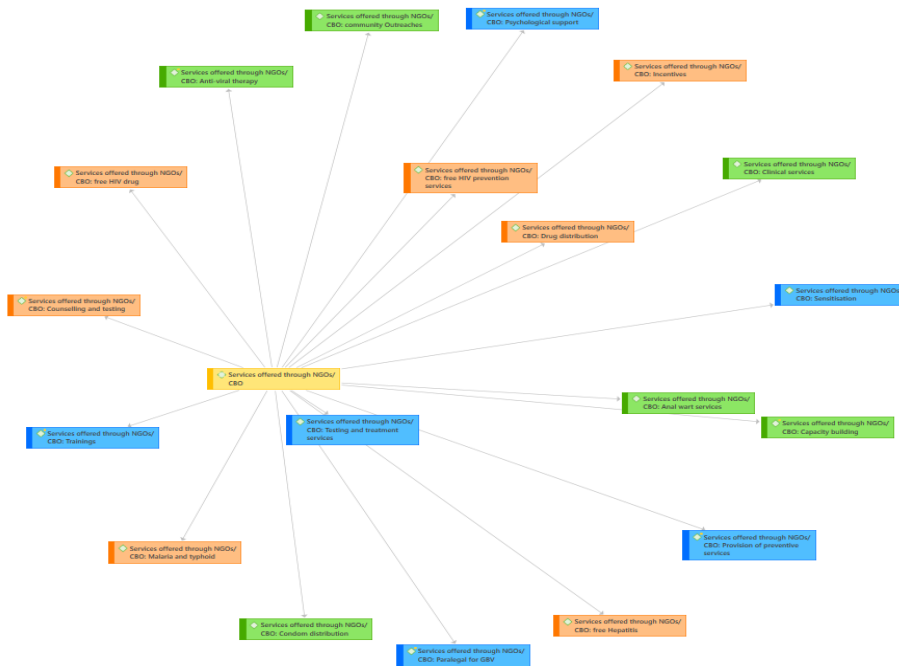 Services offered through NGOs/
CBO: community Outreaches
Services offered through NGOs/
CBO: Psychological support
Services offered through NGOs/
CBO: Anti-viral therapy
Services offered through NGOs/
CBO: Incentives
Services offered through NGOs/
CBO: free HIV drug
Services offered through NGOs/
CBO: free HIV prevention
services
Services offered through NGOs/
CBO: Clinical services
Services offered through NGOs/
CBO: Drug distribution
Services offered through NGOs/
CBO: Counselling and testing
Services offered through NGOs
CBO: Sensitisation
Services offered through NGOs/
CBO
Services offered through NGOs/
CBO: Anal wart services
Services offered through NGOs/
CBO: Capacity building
Services offered through NGOs/
CBO: Trainings
Services offered through NGOs/
CBO: Testing and treatment
services
Services offered through NGOs/
CBO: Malaria and typhoid
Services offered through NGOs/
CBO: Provision of preventive
services
Services offered through NGOs/
CBO: Condom distribution
Services offered through NGOs/
CBO: free Hepatitis
Services offered through NGOs/
CBO: Paralegal for GBV